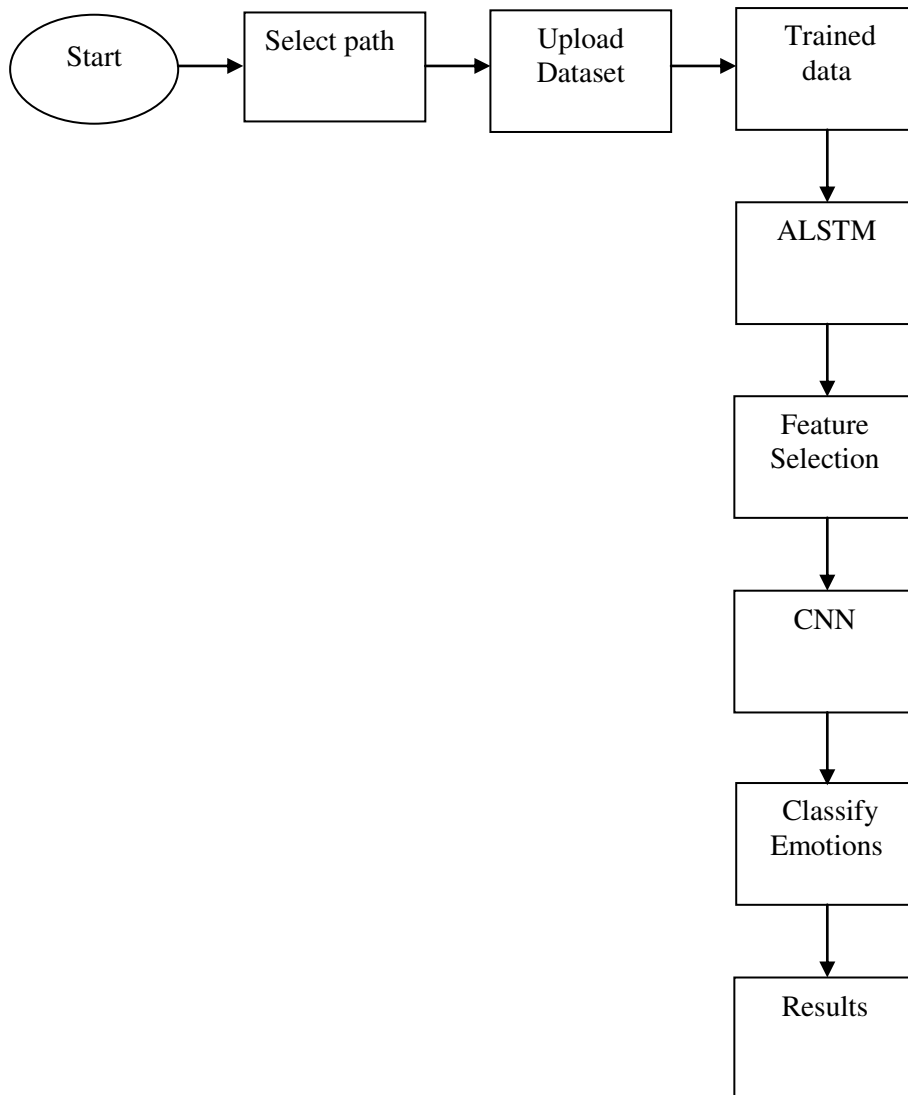 Start
Select path
Upload
Dataset
Trained
data
ALSTM
Feature
Selection
CNN
Classify
Emotions
Results